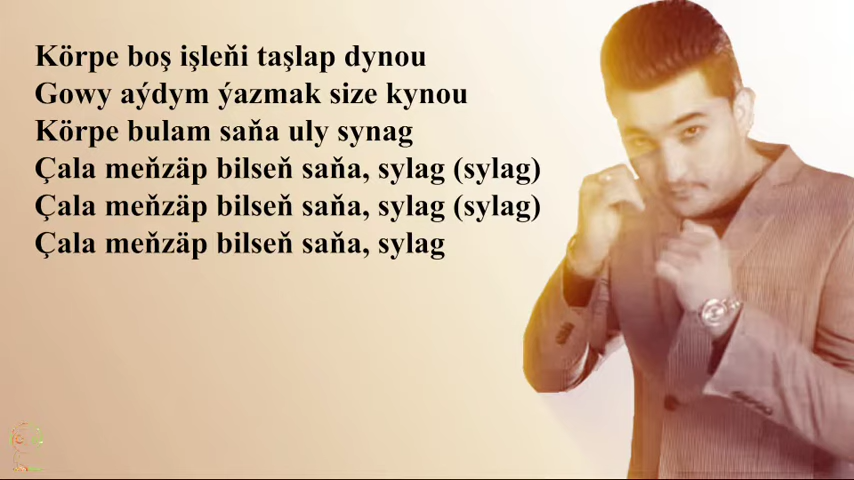 Körpe boş işleňi taşlap dynou
Gowy aýdym ýazmak size kynou
Körpe bulam saňa uly synag
Çala meňzäp bilseň saňa, sylag (sylag)
Çala meňzäp bilseň saňa, sylag (sylag)
Çala meňzäp bilseň saňa, sylag